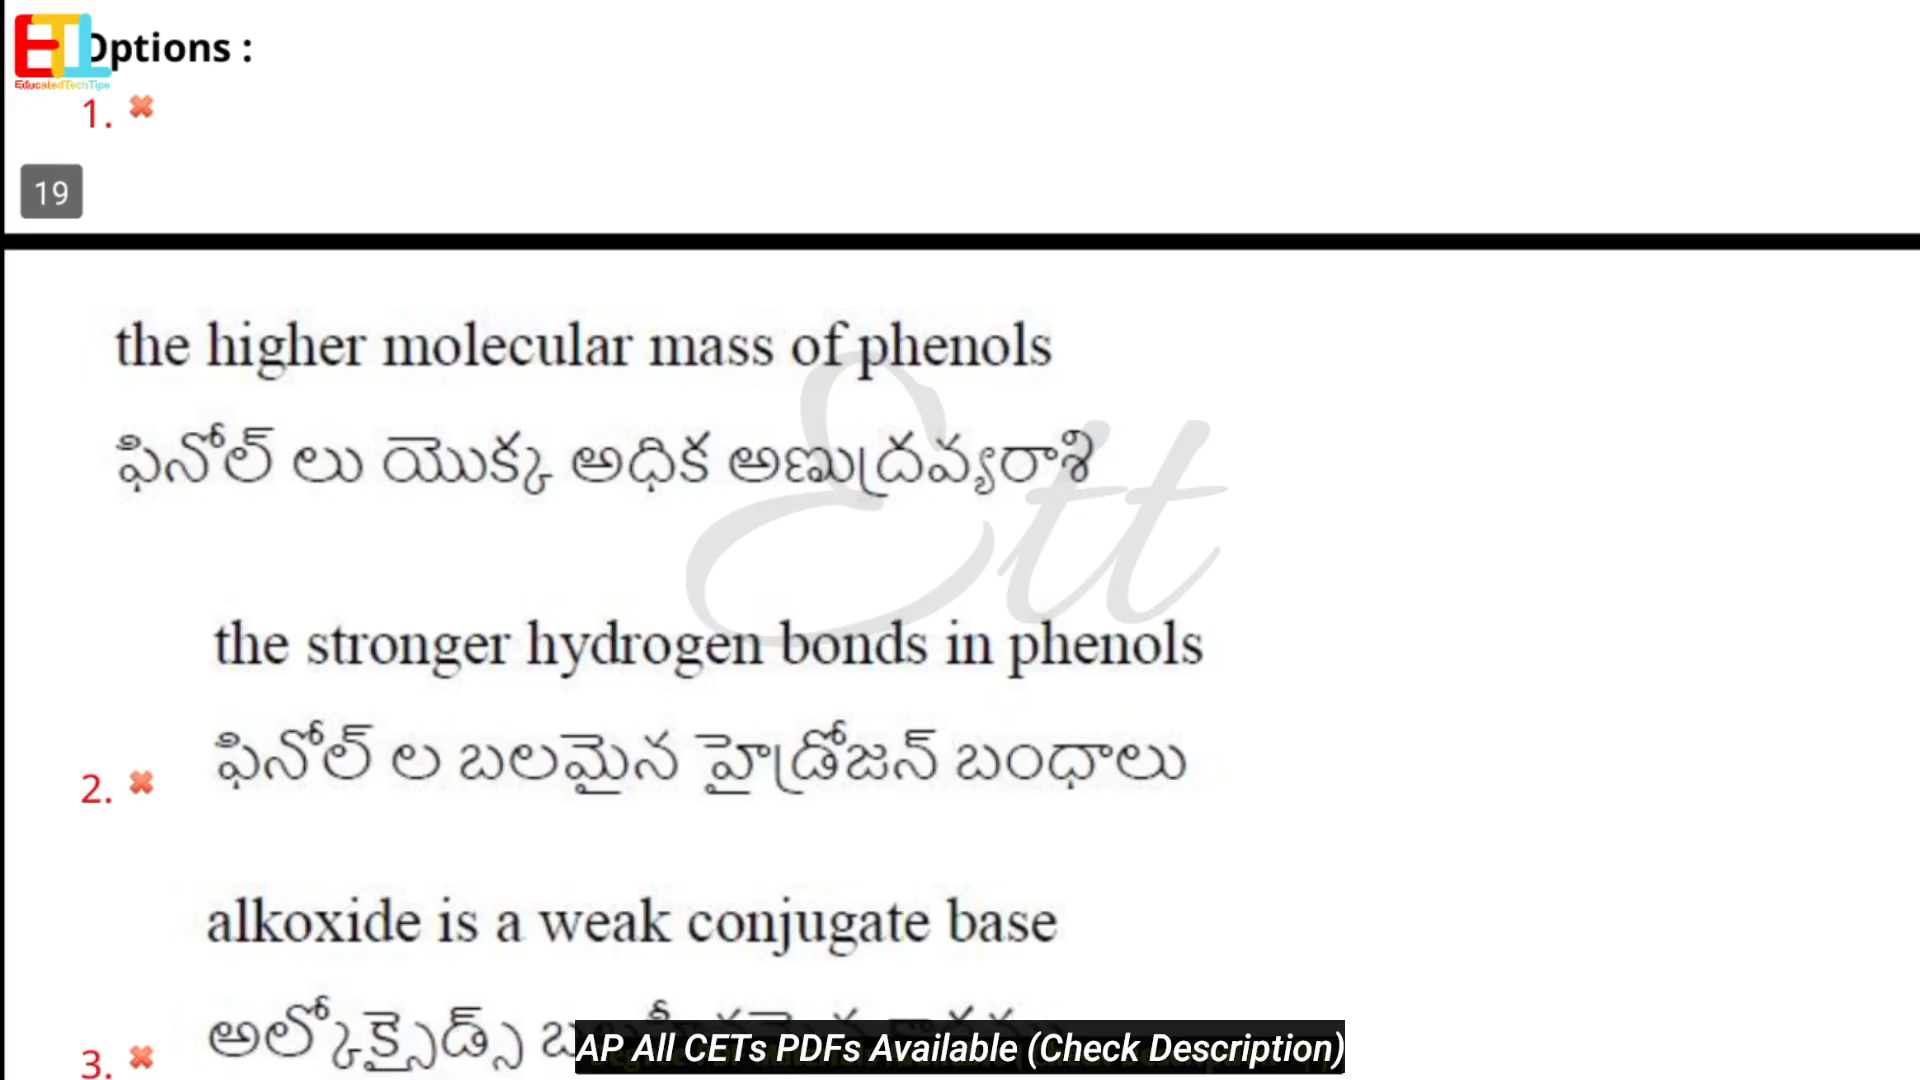 Options :
EducatedTechTips
1.
19
the higher molecular mass of phenols
ఫినోల్ లు యొక్క అధిక అణుద్రవ్యరాశి
Ett
the stronger hydrogen bonds in phenols
2. ఫినోల్ ల బలమైన హైడ్రోజన్ బంధాలు
alkoxide is a weak conjugate base
3. అల్కోక్సైడ్స్
AP All CETs PDFs Available (Check Description)